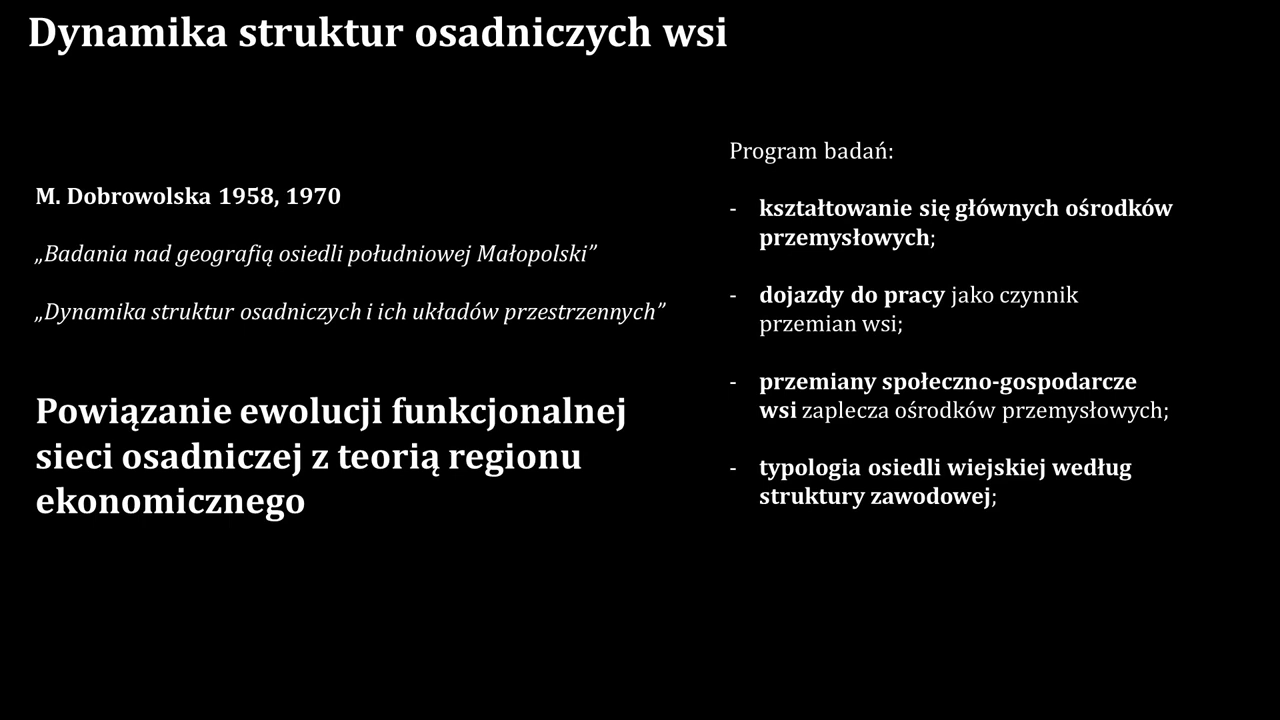 Dynamika struktur osadniczych wsi
M. Dobrowolska 1958, 1970
„Badania nad geografią osiedli południowej Małopolski”
„Dynamika struktur osadniczych i ich układów przestrzennych”
Powiązanie ewolucji funkcjonalnej
sieci osadniczej z teorią regionu
ekonomicznego
Program badań:
- kształtowanie się głównych ośrodków
przemysłowych;
- dojazdy do pracy jako czynnik
przemian wsi;
- przemiany społeczno-gospodarcze
wsi zaplecza ośrodków przemysłowych;
- typologia osiedli wiejskiej według
struktury zawodowej;